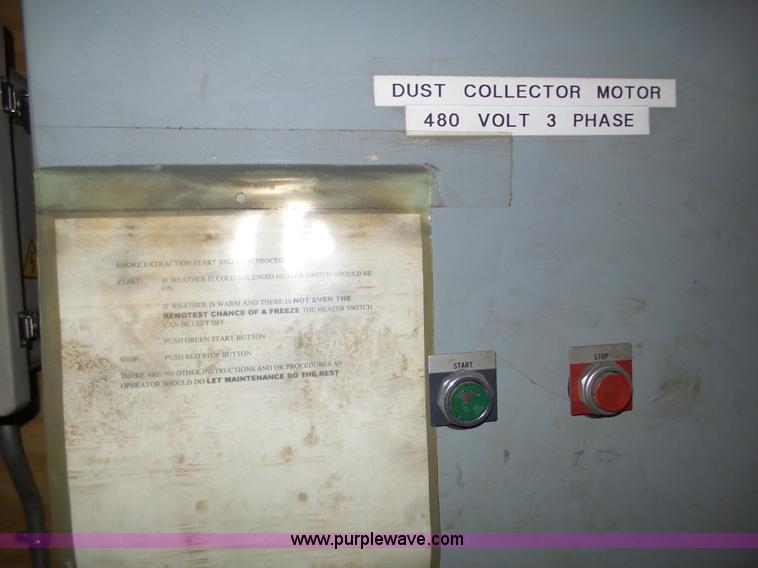 DUST COLLECTOR MOTOR
480 VOLT 3 PHASE
SMOKE EXTRACTION START AND STOP
START IF WEATHER IS COLD SOLENOID HEATER SWITCH SHOULD BE
ON
IF WEATHER IS WARM AND THERE IS NOT EVEN THE
REMOTEST CHANCE OF A FREEZE THE HEATER SWITCH
CAN BE LEFT OFF
PUSH GREEN START BUTTON
STOP PUSH RED STOP BUTTON
THERE ARE NO OTHER INSTRUCTIONS AND OR PROCEDURES AN
OPERATOR SHOULD DO LET MAINTENANCE DO THE REST
START
STOP
www.purplewave.com